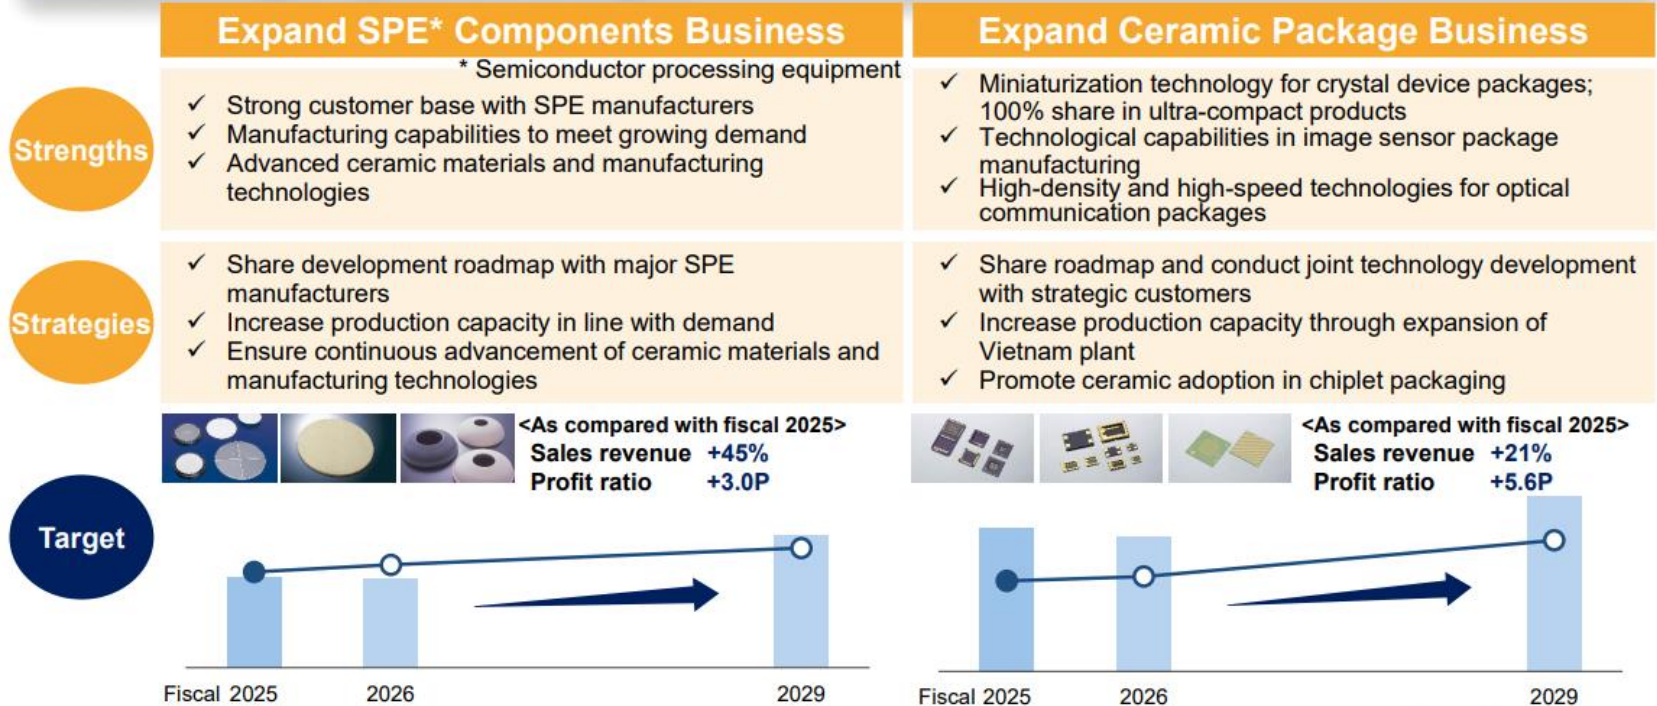 Expand SPE* Components Business
* Semiconductor processing equipment
Strengths
✓ Strong customer base with SPE manufacturers
✓ Manufacturing capabilities to meet growing demand
✓ Advanced ceramic materials and manufacturing
technologies
Expand Ceramic Package Business
✓ Miniaturization technology for crystal device packages;
100% share in ultra-compact products
✓ Technological capabilities in image sensor package
manufacturing
✓ High-density and high-speed technologies for optical
communication packages
Strategies
✓ Share development roadmap with major SPE
manufacturers
✓ Increase production capacity in line with demand
✓ Ensure continuous advancement of ceramic materials and
manufacturing technologies
✓ Share roadmap and conduct joint technology development
with strategic customers
✓ Increase production capacity through expansion of
Vietnam plant
✓ Promote ceramic adoption in chiplet packaging
Target
<As compared with fiscal 2025>
Sales revenue +45%
Profit ratio +3.0P
Fiscal 2025 2026 2029
<As compared with fiscal 2025>
Sales revenue +21%
Profit ratio +5.6P
Fiscal 2025 2026 2029